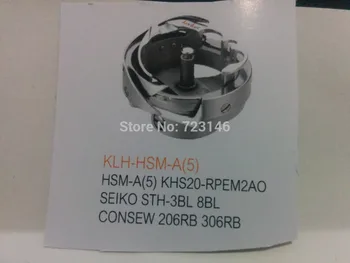 Store No: 723146
KLH-HSM-A(5)
HSM-A(5) KHS20-RPEM2AO
SEIKO STH-3BL 8BL
CONSEW 206RB 306RB